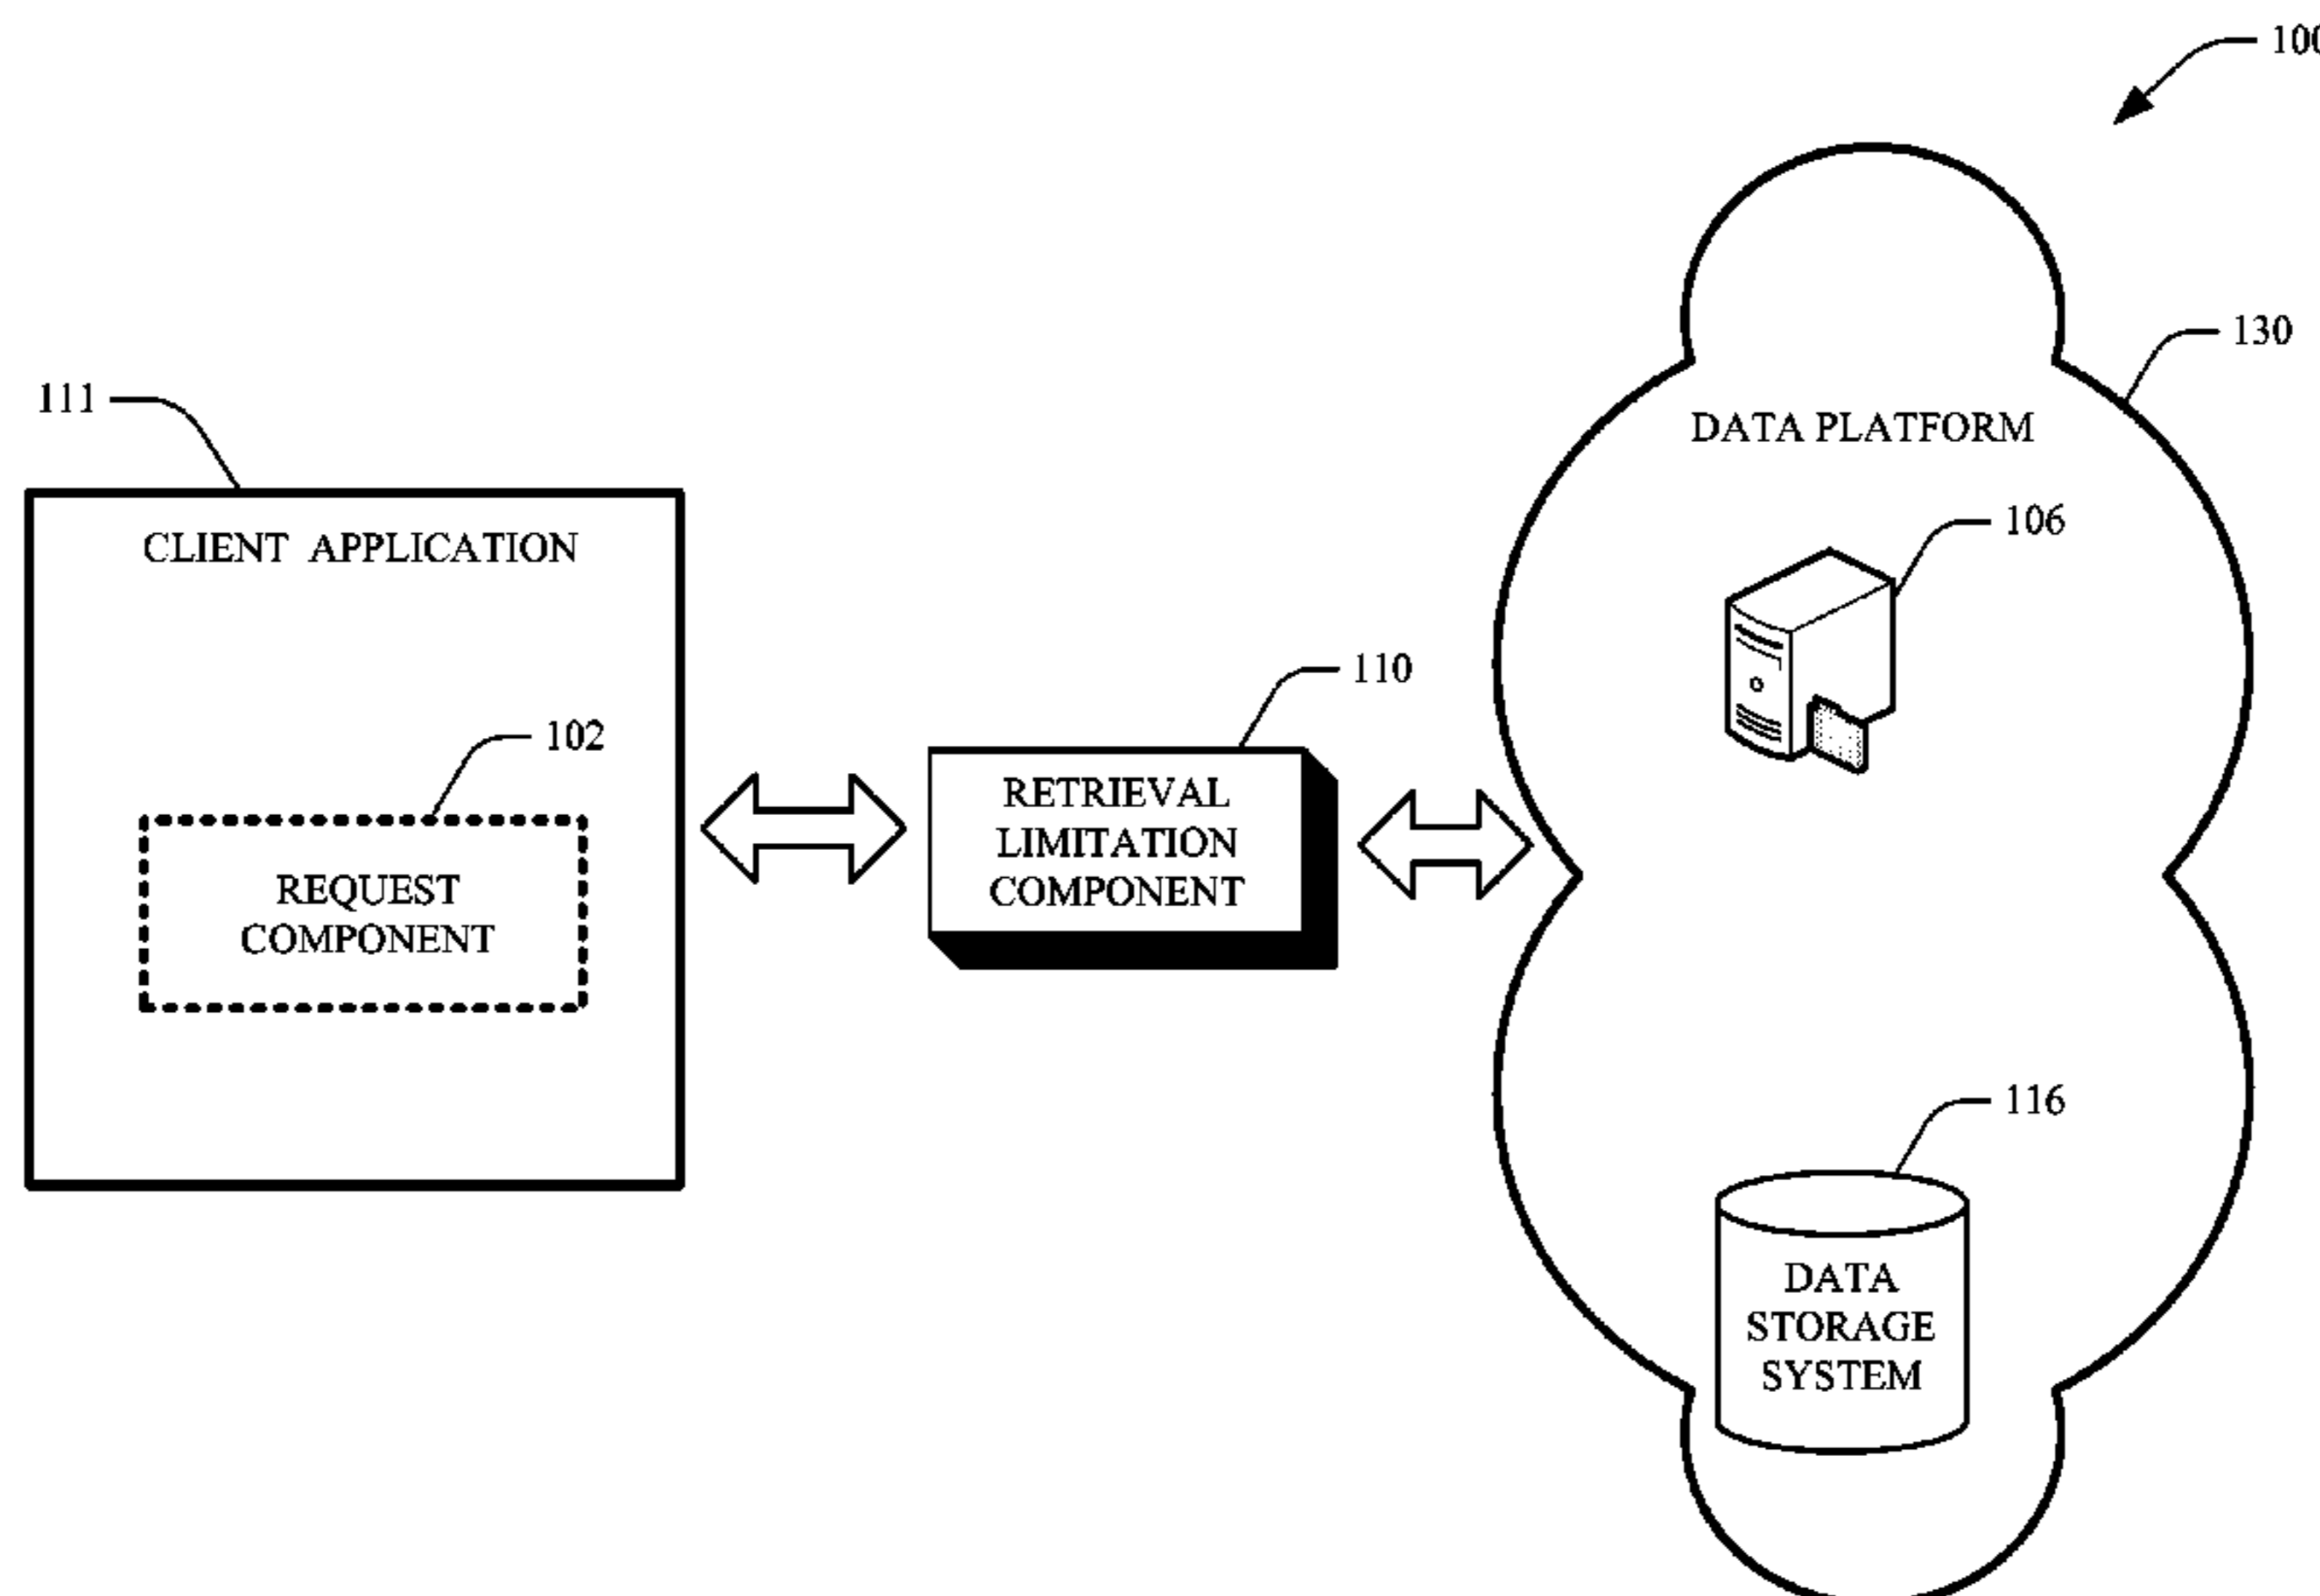 100
130
111
DATA PLATFORM
106
CLIENT APPLICATION
110
102
RETRIEVAL
LIMITATION
COMPONENT
REQUEST
COMPONENT
116
DATA
STORAGE
SYSTEM